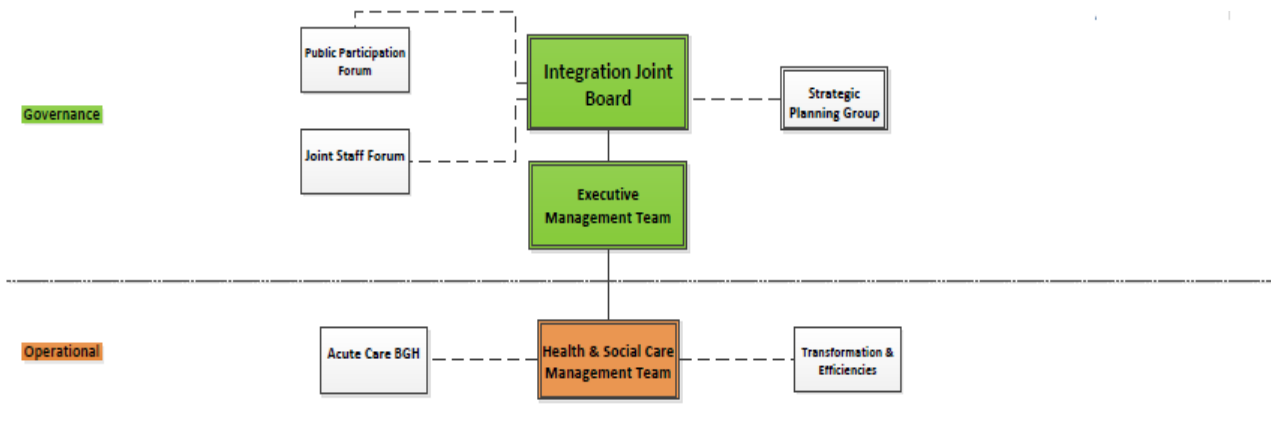 Public Participation
Forum
Integration Joint
Board
Strategic
Planning Group
Governance
Joint Staff Forum
Executive
Management Team
Operational
Acute Care BGH
Health & Social Care
Management Team
Transformation &
Efficiencies